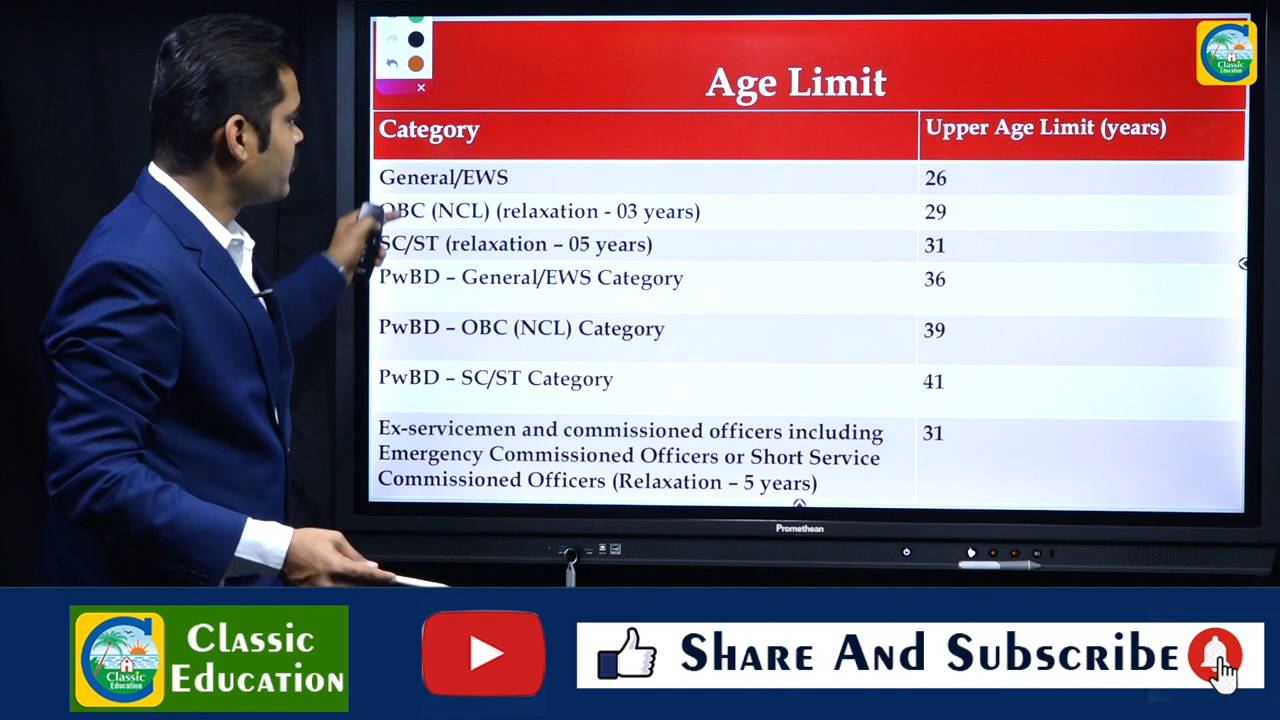 Age Limit
Classic
Education
Category Upper Age Limit (years)
General/EWS 26
OBC (NCL) (relaxation - 03 years) 29
SC/ST (relaxation – 05 years) 31
PwBD – General/EWS Category 36
PwBD – OBC (NCL) Category 39
PwBD – SC/ST Category 41
Ex-servicemen and commissioned officers including 31
Emergency Commissioned Officers or Short Service
Commissioned Officers (Relaxation – 5 years)
Promethean
Classic
Education
Classic
Education
Share And Subscribe